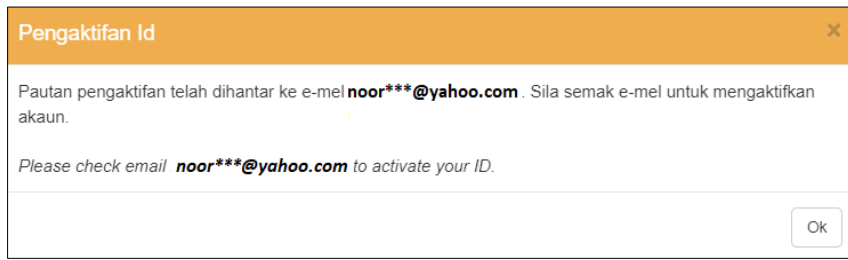 Pengaktifan Id ×
Pautan pengaktifan telah dihantar ke e-mel noor***@yahoo.com . Sila semak e-mel untuk mengaktifkan
akaun.
Please check email noor***@yahoo.com to activate your ID.
Ok